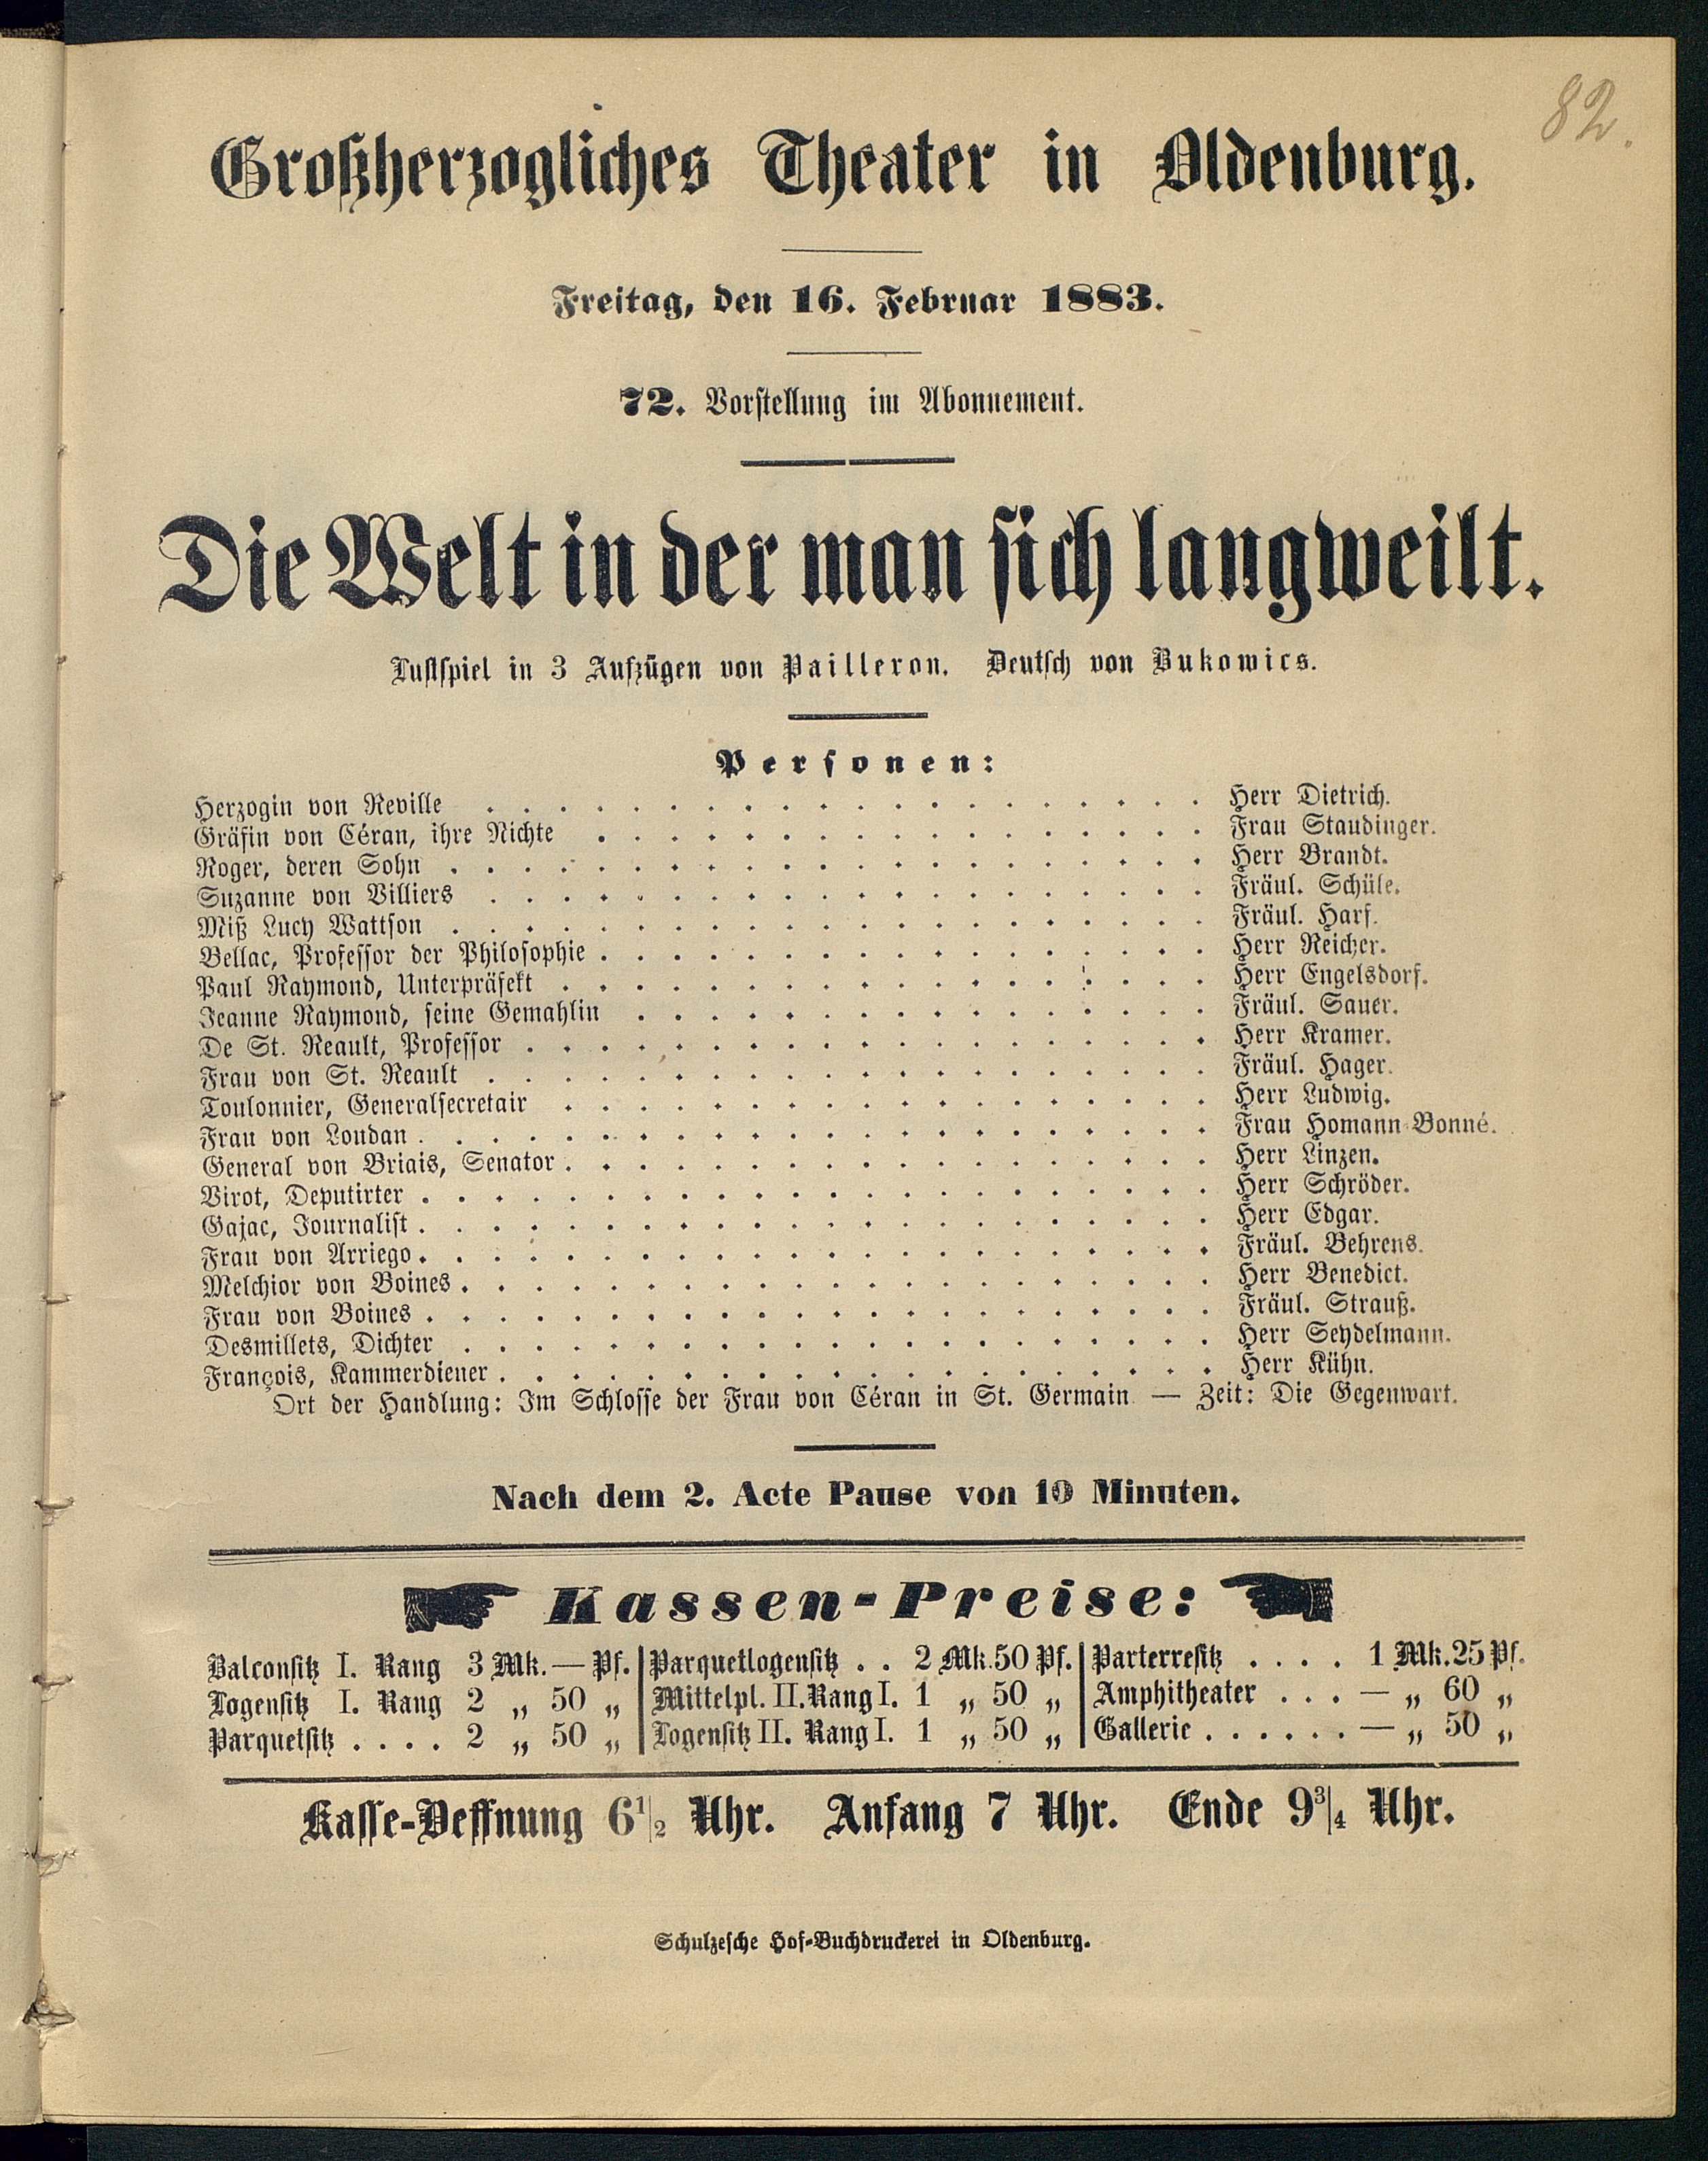 82.
Großherzogliches Theater in Oldenburg.
Freitag, den 16. Februar 1883.
72. Vorstellung im Abonnement.
Die Welt in der man sich langweilt.
Lustspiel in 3 Aufzügen von Pailleron. Deutsch von Bukowics.
Personen:
Herzogin von Reville . . . . . . . . . . . . . . . . . . . . Herr Dietrich.
Gräfin von Céran, ihre Nichte . . . . . . . . . . . . . . . . . Frau Staudinger.
Roger, deren Sohn . . . . . . . . . . . . . . . . . . . . . Herr Brandt.
Suzanne von Villiers . . . . . . . . . . . . . . . . . . . . Fräul. Schüle.
Miß Lucy Wattson . . . . . . . . . . . . . . . . . . . . . Fräul. Harf.
Bellac, Professor der Philosophie . . . . . . . . . . . . . . . . . Herr Reicher.
Paul Raymond, Unterpräfekt . . . . . . . . . . . . . . . . . . Herr Engelsdorf.
Jeanne Raymond, seine Gemahlin . . . . . . . . . . . . . . . . Fräul. Sauer.
De St. Reault, Professor . . . . . . . . . . . . . . . . . . . Herr Kramer.
Frau von St. Reault . . . . . . . . . . . . . . . . . . . . Fräul. Hager.
Toulonnier, Generalsecretair . . . . . . . . . . . . . . . . . . Herr Ludwig.
Frau von Loudan . . . . . . . . . . . . . . . . . . . . . . Frau Homann-Bonné.
General von Briais, Senator . . . . . . . . . . . . . . . . . . Herr Linzen.
Virot, Deputirter . . . . . . . . . . . . . . . . . . . . . . Herr Schröder.
Gajac, Journalist . . . . . . . . . . . . . . . . . . . . . . Herr Edgar.
Frau von Arriego . . . . . . . . . . . . . . . . . . . . . . Fräul. Behrens.
Melchior von Boines . . . . . . . . . . . . . . . . . . . . . Herr Benedict.
Frau von Boines . . . . . . . . . . . . . . . . . . . . . . Fräul. Strauß.
Desmillets, Dichter . . . . . . . . . . . . . . . . . . . . . Herr Seydelmann.
François, Kammerdiener . . . . . . . . . . . . . . . . . . . . Herr Kühn.
Ort der Handlung: Im Schlosse der Frau von Céran in St. Germain — Zeit: Die Gegenwart.
Nach dem 2. Acte Pause von 10 Minuten.
Kassen-Preise:
Balconsitz I. Rang 3 Mk. — Pf. | Parquetlogensitz . . 2 Mk. 50 Pf. | Parterresitz . . . . 1 Mk. 25 Pf.
Logensitz I. Rang 2 „ 50 „ | Mittelpl. II. Rang I. 1 „ 50 „ | Amphitheater . . . — „ 60 „
Parquetsitz . . . . 2 „ 50 „ | Logensitz II. Rang I. 1 „ 50 „ | Gallerie . . . . . . — „ 50 „
Kasse-Oeffnung 6 1/2 Uhr. Anfang 7 Uhr. Ende 9 3/4 Uhr.
Schulzesche Hof-Buchdruckerei in Oldenburg.